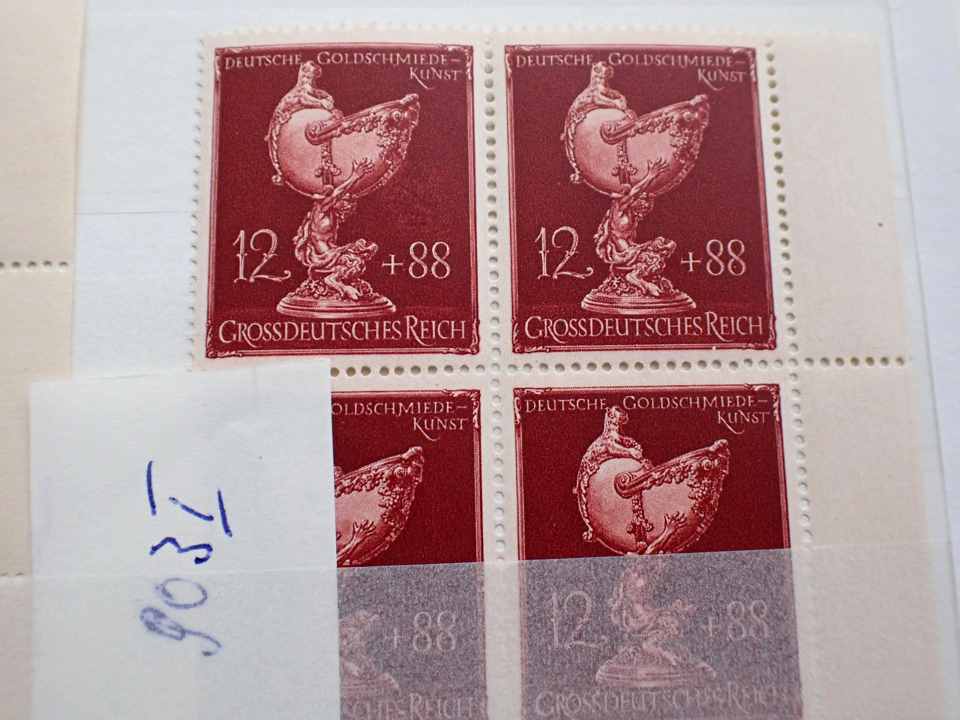 DEUTSCHE GOLDSCHMIEDE-
KUNST
12 +88
GROSSDEUTSCHES REICH
DEUTSCHE GOLDSCHMIEDE-
KUNST
12 +88
GROSSDEUTSCHES REICH
GOLDSCHMIEDE-
KUNST
+88
DEUTSCHE GOLDSCHMIEDE-
KUNST
12 +88
GROSSDEUTSCHES REICH
903 I